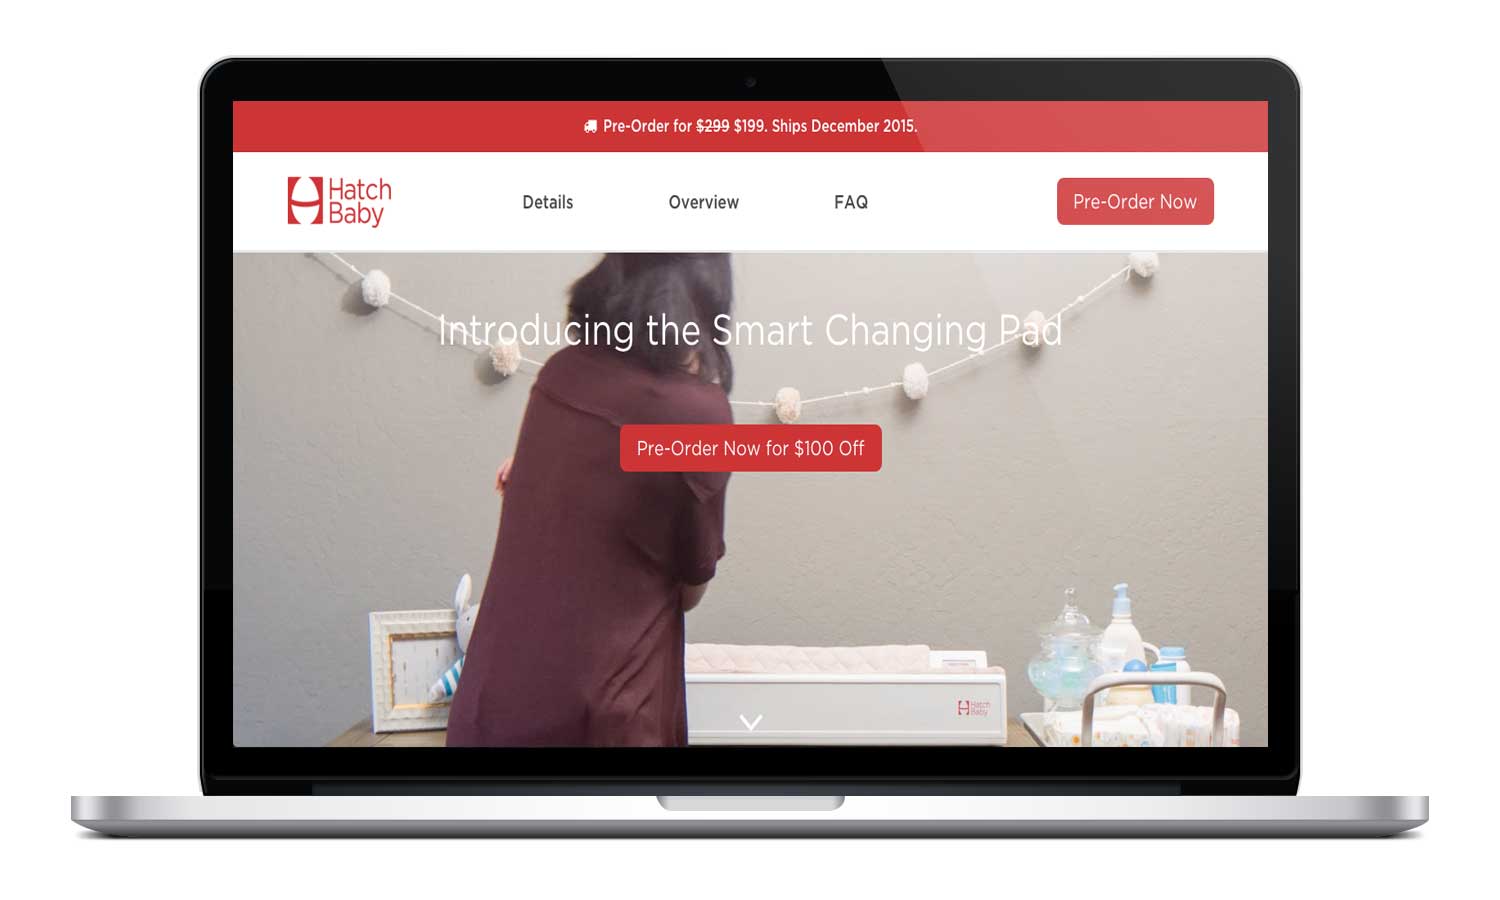 Pre-Order for $299 $199. Ships December 2015.
Hatch
Baby
Details
Overview
FAQ
Pre-Order Now
Introducing the Smart Changing Pad
Pre-Order Now for $100 Off
Hatch
Baby